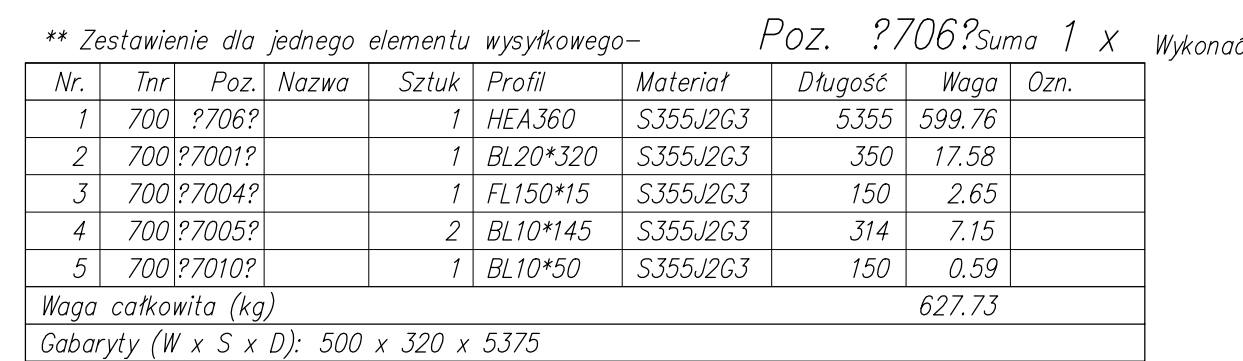 ** Zestawienie dla jednego elementu wysyłkowego– Poz. ?706? Suma 1 x Wykonać
Nr. Tnr Poz. Nazwa Sztuk Profil Materiał Długość Waga Ozn.
1 700 ?706? 1 HEA360 S355J2G3 5355 599.76
2 700 ?7001? 1 BL20*320 S355J2G3 350 17.58
3 700 ?7004? 1 FL150*15 S355J2G3 150 2.65
4 700 ?7005? 2 BL10*145 S355J2G3 314 7.15
5 700 ?7010? 1 BL10*50 S355J2G3 150 0.59
Waga całkowita (kg) 627.73
Gabaryty (W x S x D): 500 x 320 x 5375